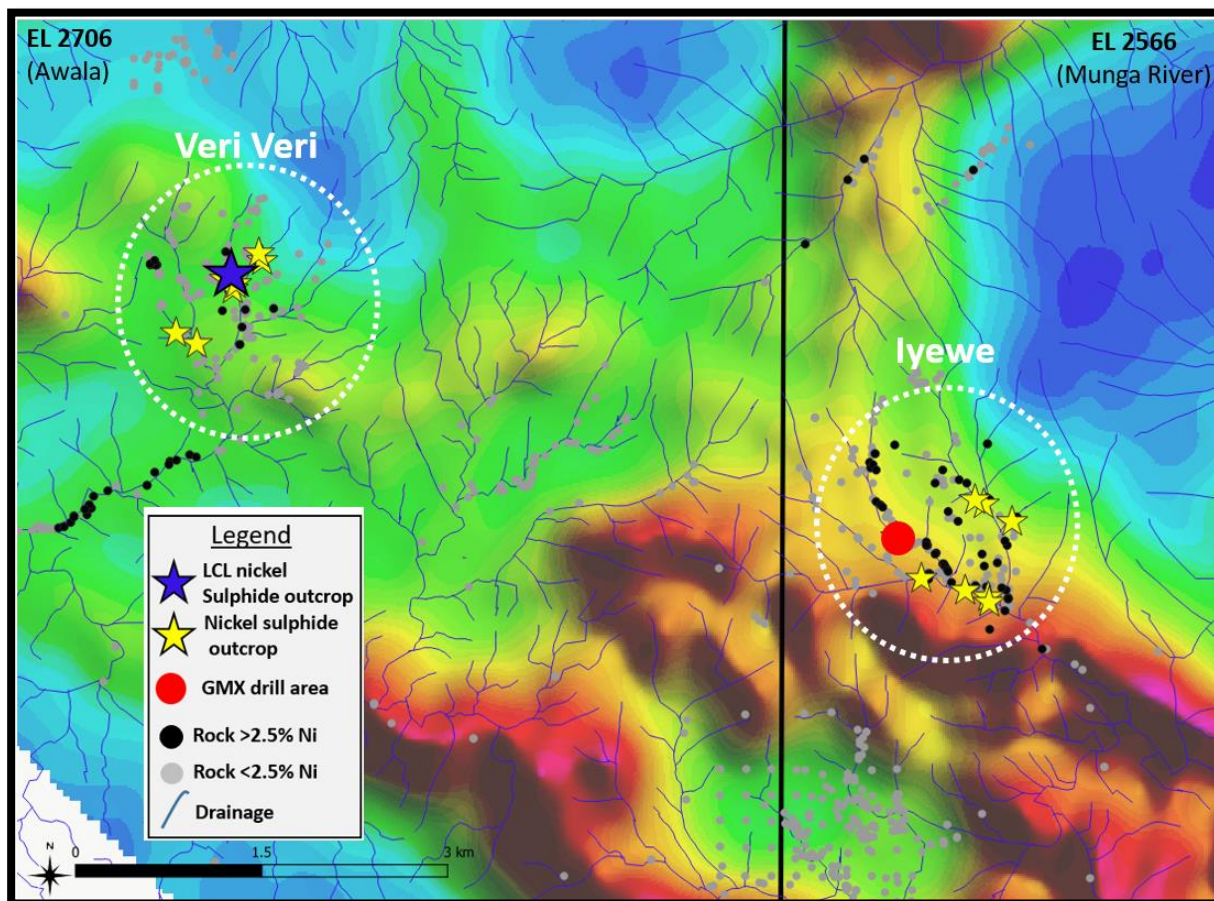 EL 2706
(Awala)
EL 2566
(Munga River)
Veri Veri
Iyewe
Legend
LCL nickel
Sulphide outcrop
Nickel sulphide
outcrop
GMX drill area
Rock >2.5% Ni
Rock <2.5% Ni
Drainage
N
0 1.5 3 km